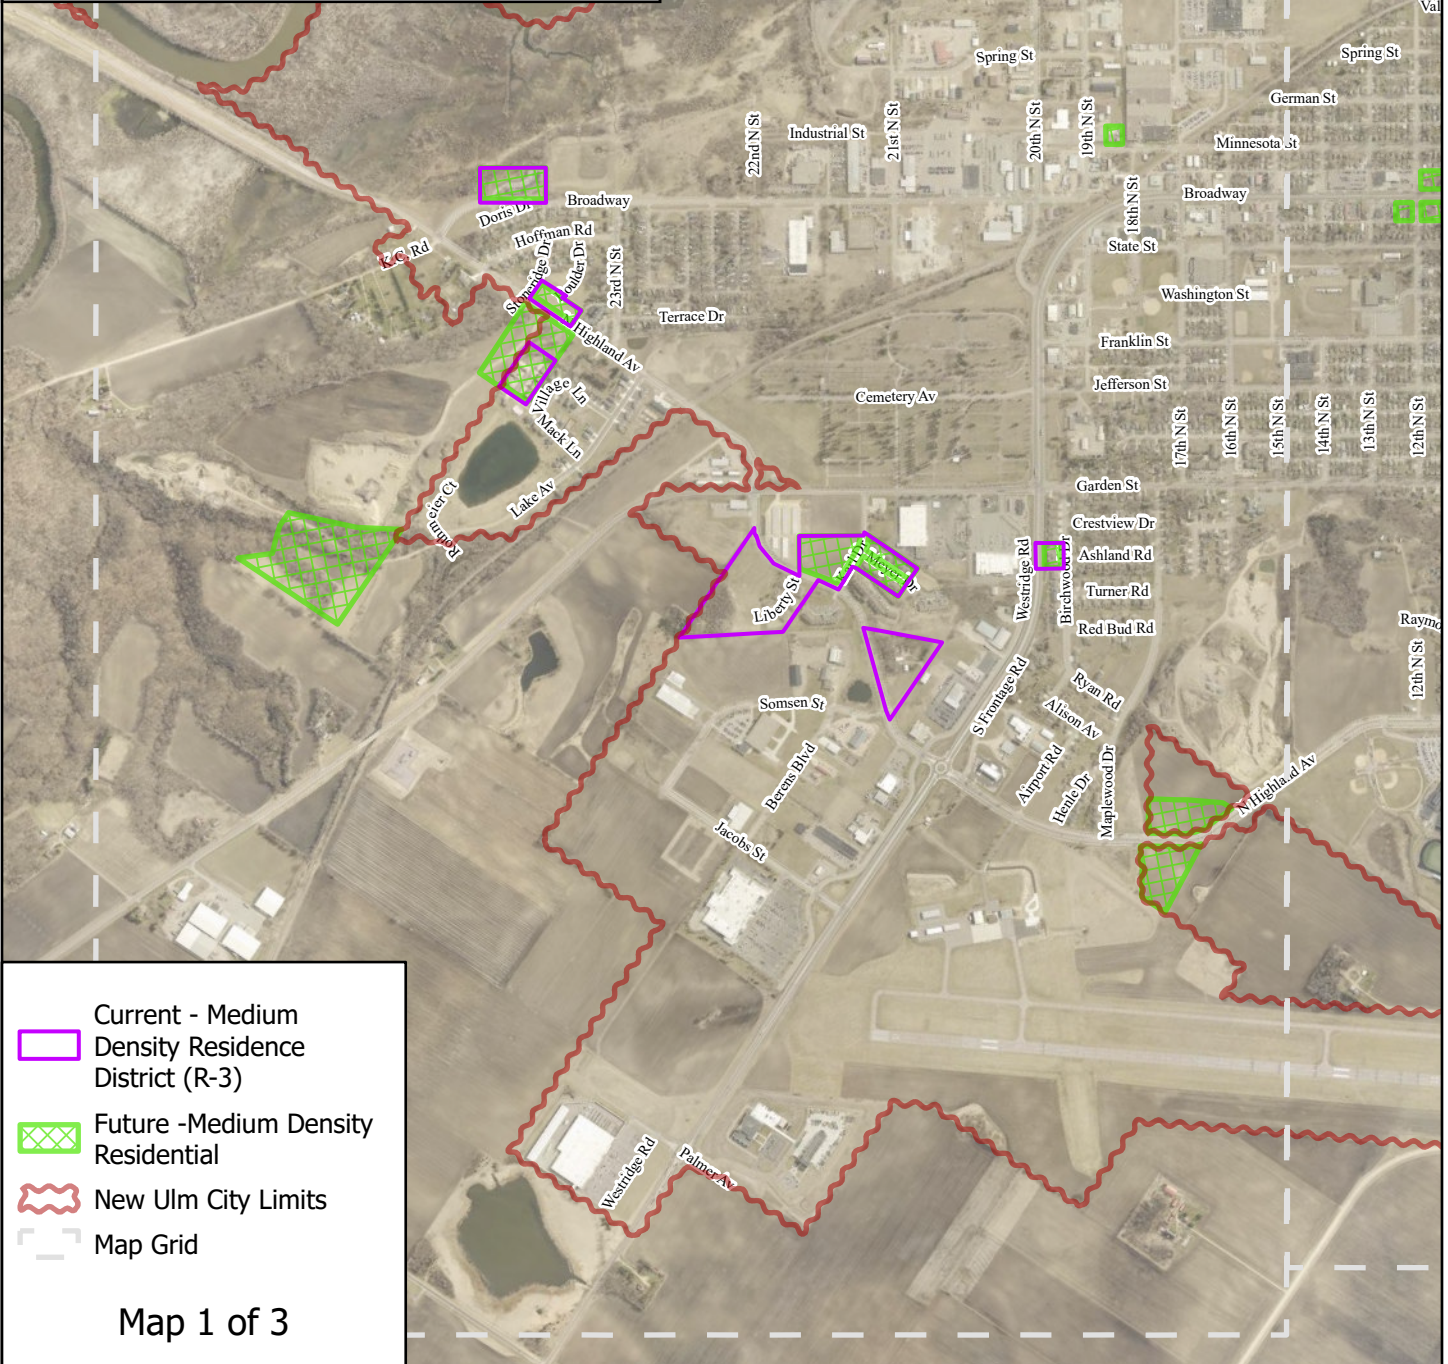 Val
Spring St
Spring St
German St
22nd N St
Industrial St
21st N St
20th N St
19th N St
Minnesota St
Doris Dr
Broadway
18th N St
Broadway
Hoffman Rd
K.C. Rd
State St
Stoneridge Dr
oulder Dr
23rd N St
Washington St
Terrace Dr
N Highland Av
Franklin St
Jefferson St
Village Ln
Cemetery Av
Mack Ln
17th N St
16th N St
15th N St
14th N St
13th N St
12th N St
Lake Av
Garden St
Crestview Dr
Ashland Rd
Westridge Rd
Birchwood Dr
Meyer Dr
Liberty St
Turner Rd
Red Bud Rd
Raymo
12th N St
Ryan Rd
S Frontage Rd
Somsen St
Alison Av
Berens Blvd
Airport Rd
Henle Dr
Maplewood Dr
N Highland Av
Jacobs St
Westridge Rd
Palmer Av
Current - Medium
Density Residence
District (R-3)
Future -Medium Density
Residential
New Ulm City Limits
Map Grid
Map 1 of 3